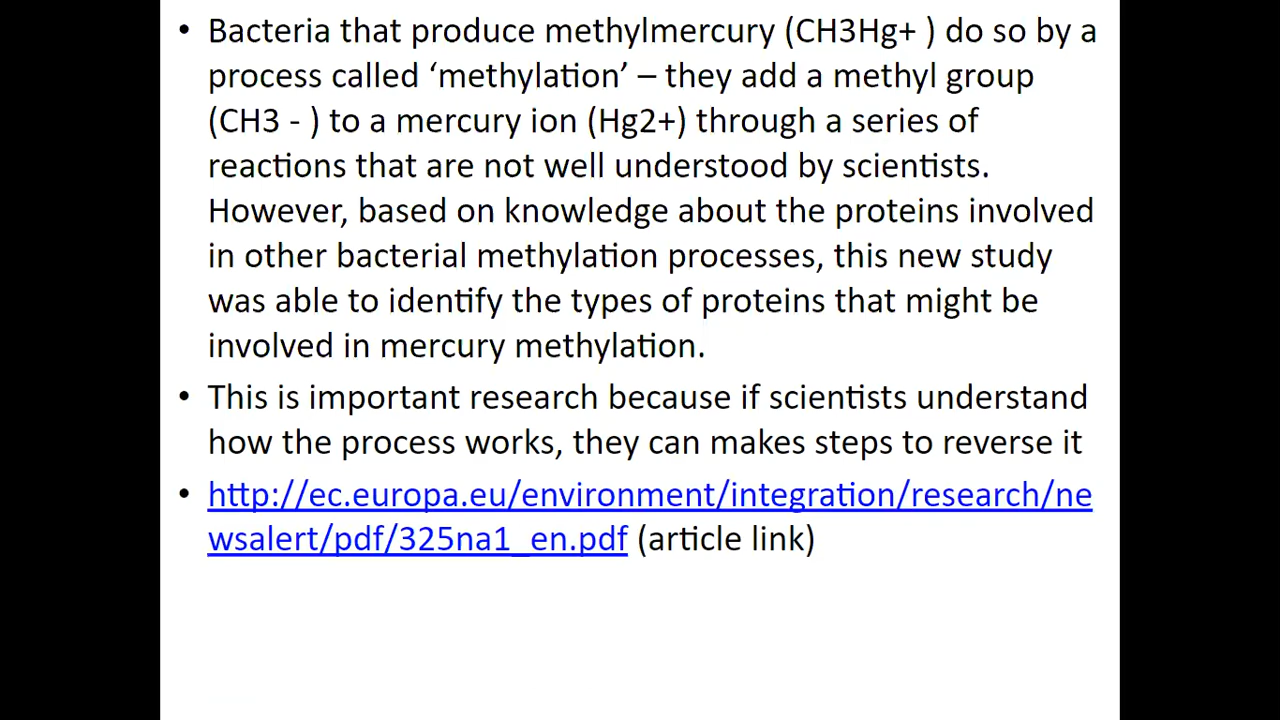 • Bacteria that produce methylmercury (CH3Hg+ ) do so by a
process called ‘methylation’ – they add a methyl group
(CH3 - ) to a mercury ion (Hg2+) through a series of
reactions that are not well understood by scientists.
However, based on knowledge about the proteins involved
in other bacterial methylation processes, this new study
was able to identify the types of proteins that might be
involved in mercury methylation.
• This is important research because if scientists understand
how the process works, they can makes steps to reverse it
• http://ec.europa.eu/environment/integration/research/ne
wsalert/pdf/325na1_en.pdf (article link)